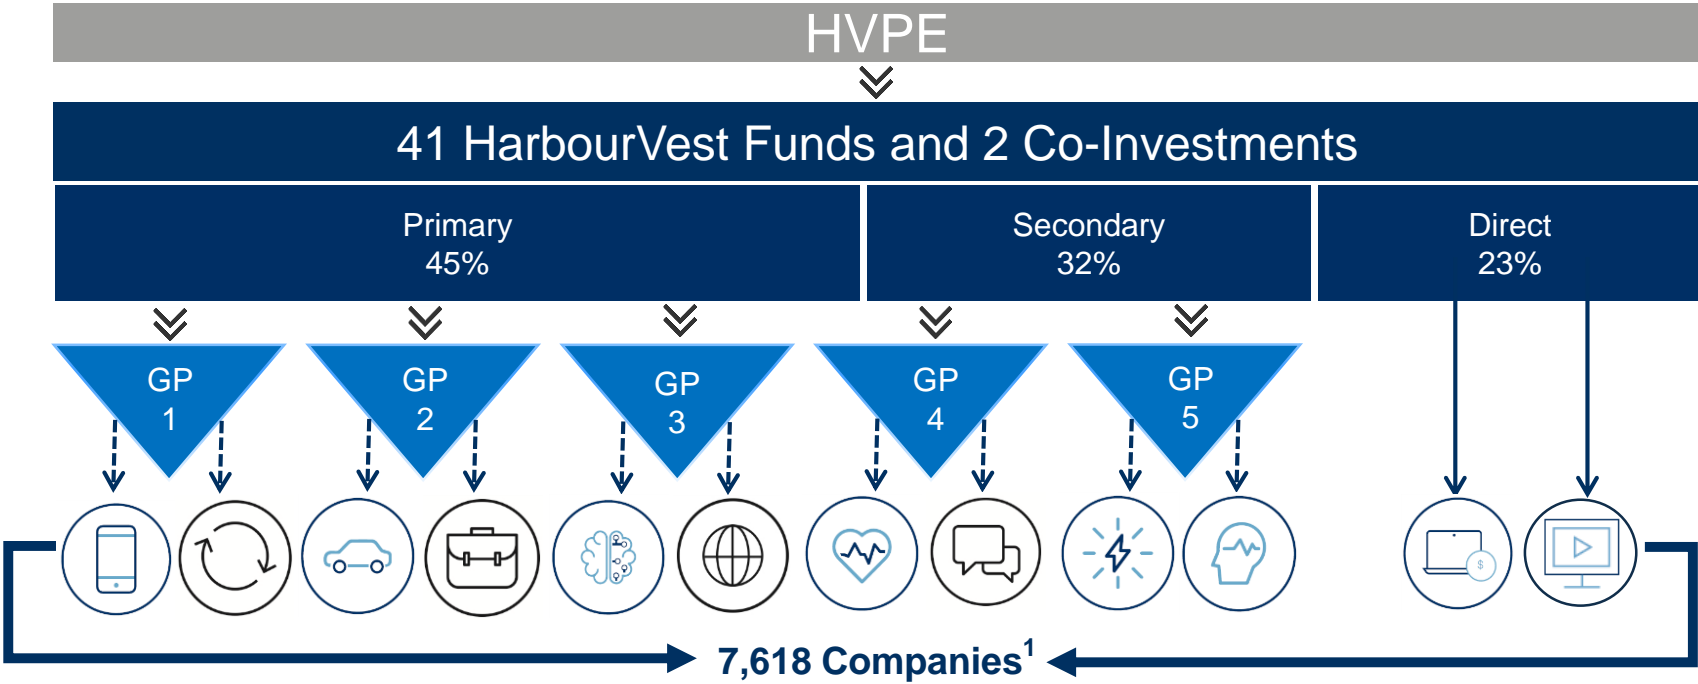 HVPE
41 HarbourVest Funds and 2 Co-Investments
Primary
45%
Secondary
32%
Direct
23%
GP
1
GP
2
GP
3
GP
4
GP
5
$
7,618 Companies¹